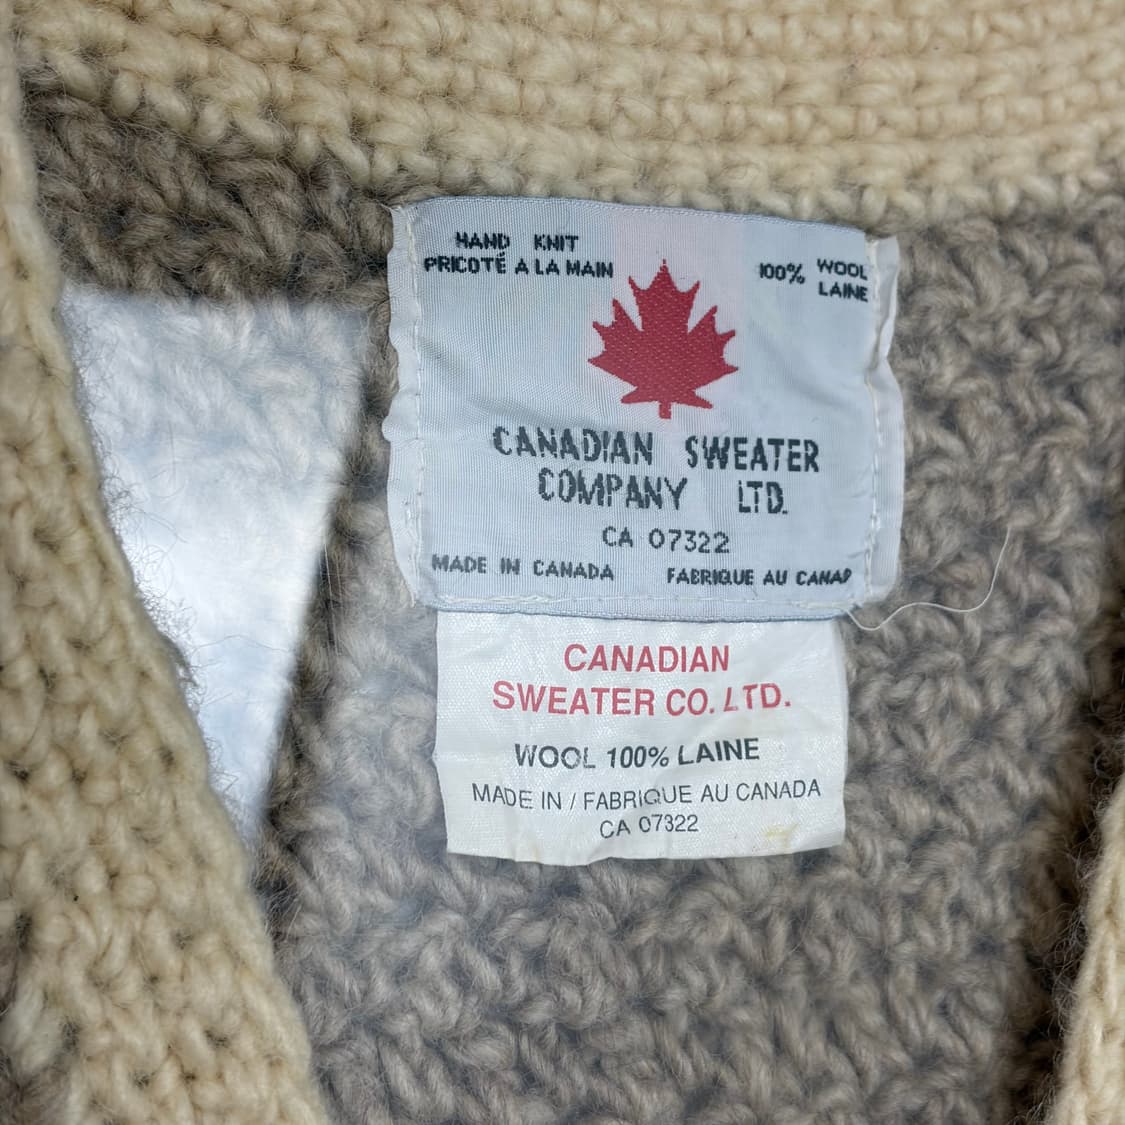 HAND KNIT
PRICOTÉ A LA MAIN
100% WOOL
LAINE
CANADIAN SWEATER
COMPANY LTD.
CA 07322
MADE IN CANADA FABRIQUE AU CANAD
CANADIAN
SWEATER CO. LTD.
WOOL 100% LAINE
MADE IN / FABRIQUE AU CANADA
CA 07322